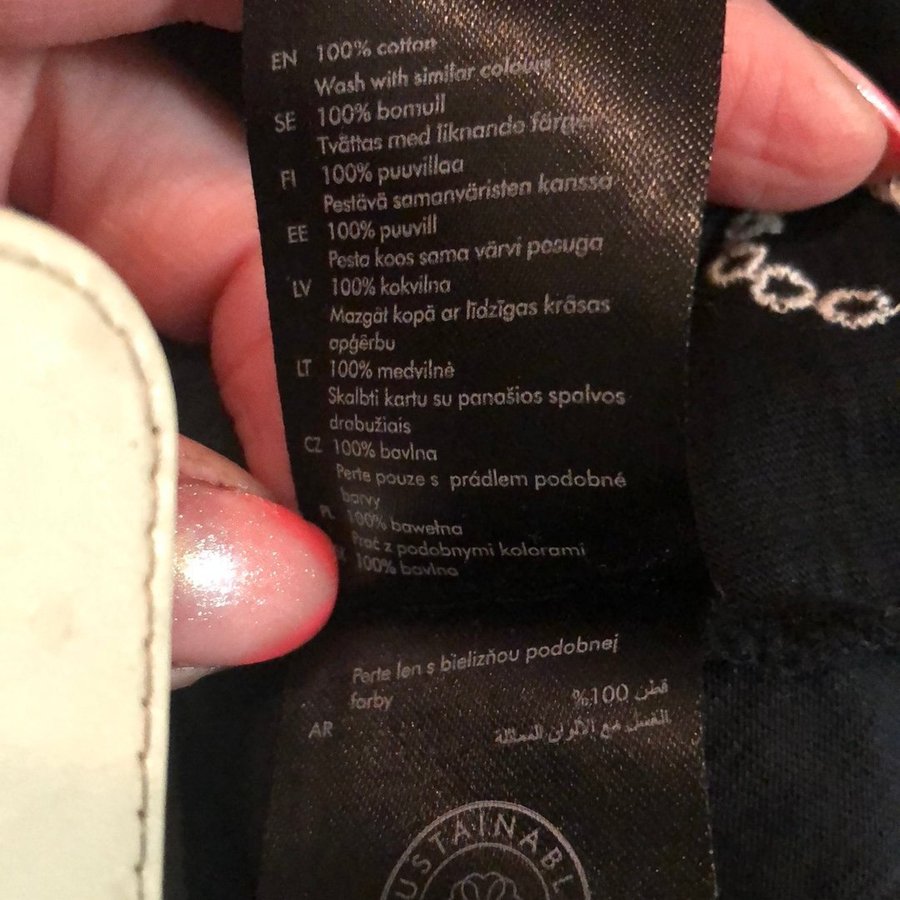 EN 100% cotton
Wash with similar colours
SE 100% bomull
Tvättas med liknande färger
FI 100% puuvillaa
Pestävä samanväristen kanssa
EE 100% puuvill
Pesta koos sama värvi pesuga
LV 100% kokvilna
Mazgāt kopā ar līdzīgas krāsas
apģērbu
LT 100% medvilnė
Skalbti kartu su panašios spalvos
drabužiais
CZ 100% bavlna
Perte pouze s prádlem podobné
barvy
PL 100% bawełna
Prać z podobnymi kolorami
100% bavlna
Perte len s bielizňou podobnej
farby
AR قطن 100%
الغسل مع الألوان المماثلة
USTAINABL